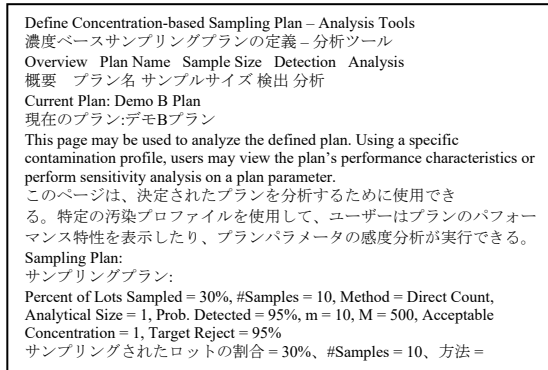 Define Concentration-based Sampling Plan – Analysis Tools
濃度ベースサンプリングプランの定義 – 分析ツール
Overview Plan Name Sample Size Detection Analysis
概要 プラン名 サンプルサイズ 検出 分析
Current Plan: Demo B Plan
現在のプラン:デモBプラン
This page may be used to analyze the defined plan. Using a specific
contamination profile, users may view the plan's performance characteristics or
perform sensitivity analysis on a plan parameter.
このページは、決定されたプランを分析するために使用でき
る。特定の汚染プロファイルを使用して、ユーザーはプランのパフォー
マンス特性を表示したり、プランパラメータの感度分析が実行できる。
Sampling Plan:
サンプリングプラン:
Percent of Lots Sampled = 30%, #Samples = 10, Method = Direct Count,
Analytical Size = 1, Prob. Detected = 95%, m = 10, M = 500, Acceptable
Concentration = 1, Target Reject = 95%
サンプリングされたロットの割合 = 30%、#Samples = 10、方法 =